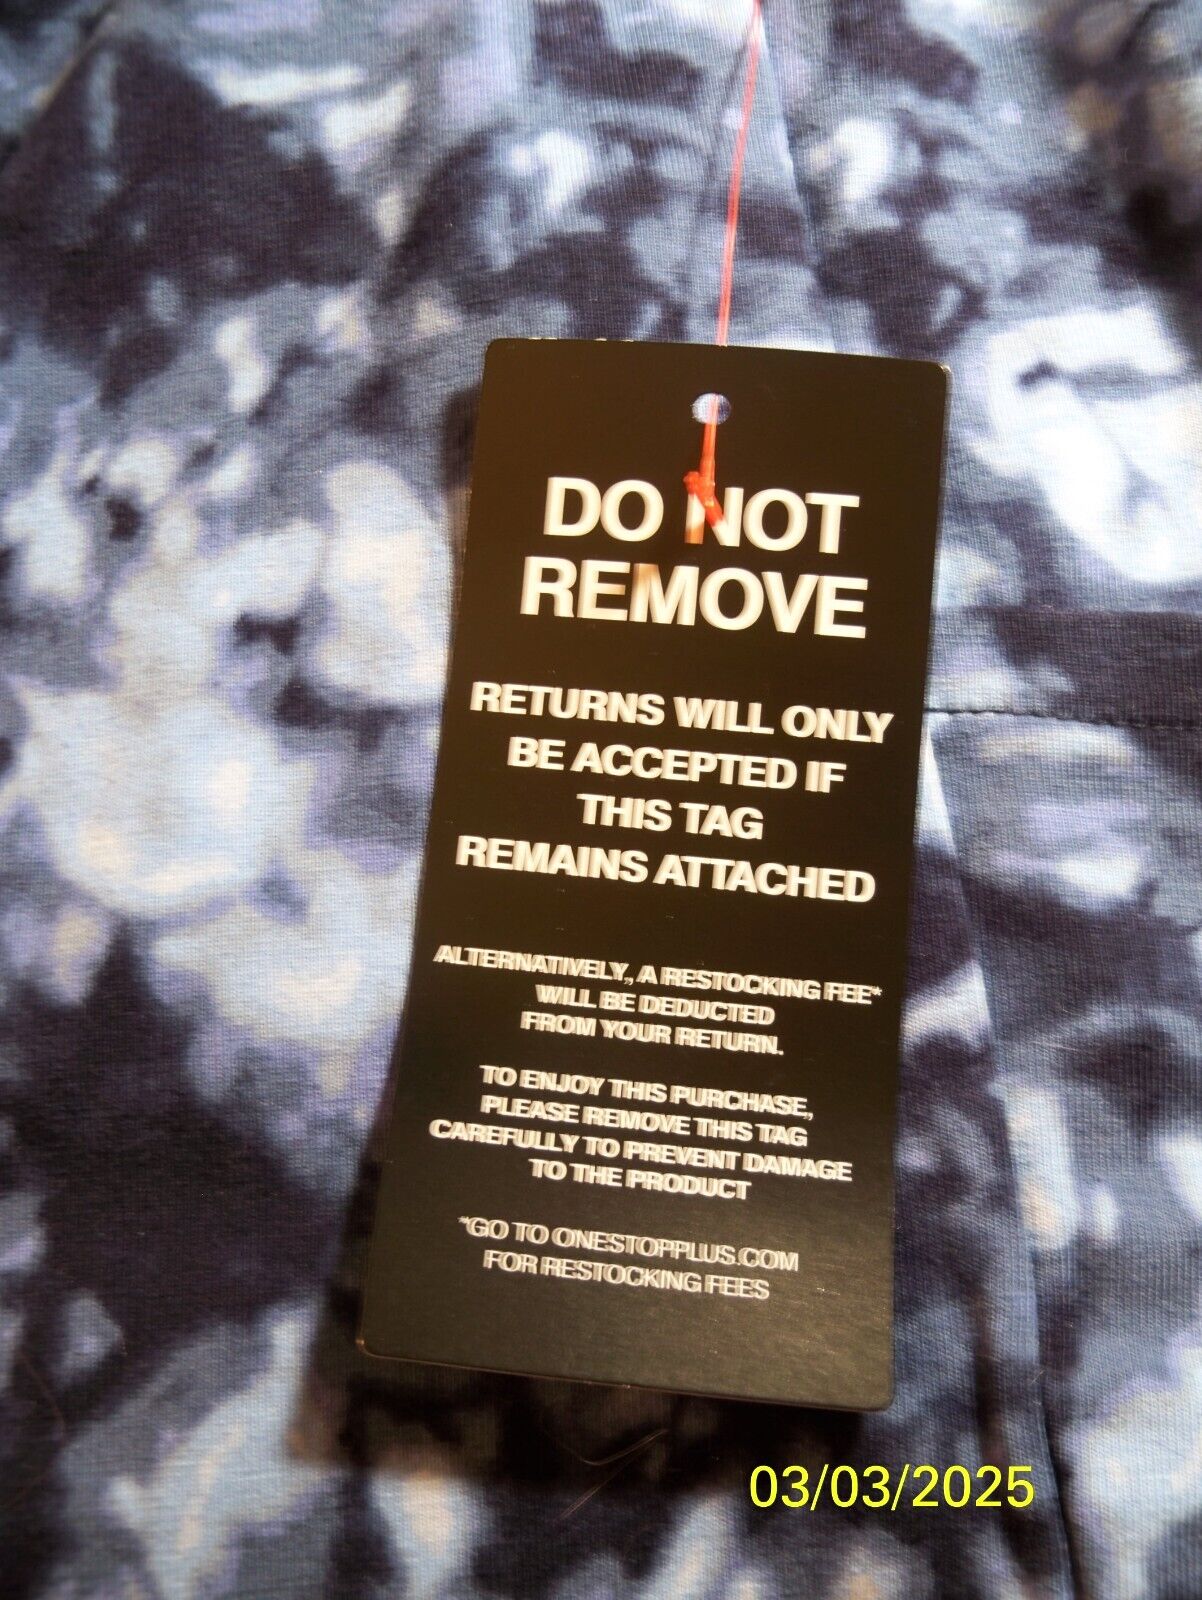 DO NOT
REMOVE
RETURNS WILL ONLY
BE ACCEPTED IF
THIS TAG
REMAINS ATTACHED
ALTERNATIVELY, A RESTOCKING FEE*
WILL BE DEDUCTED
FROM YOUR RETURN.
TO ENJOY THIS PURCHASE,
PLEASE REMOVE THIS TAG
CAREFULLY TO PREVENT DAMAGE
TO THE PRODUCT
*GO TO ONESTOPPLUS.COM
FOR RESTOCKING FEES
03/03/2025